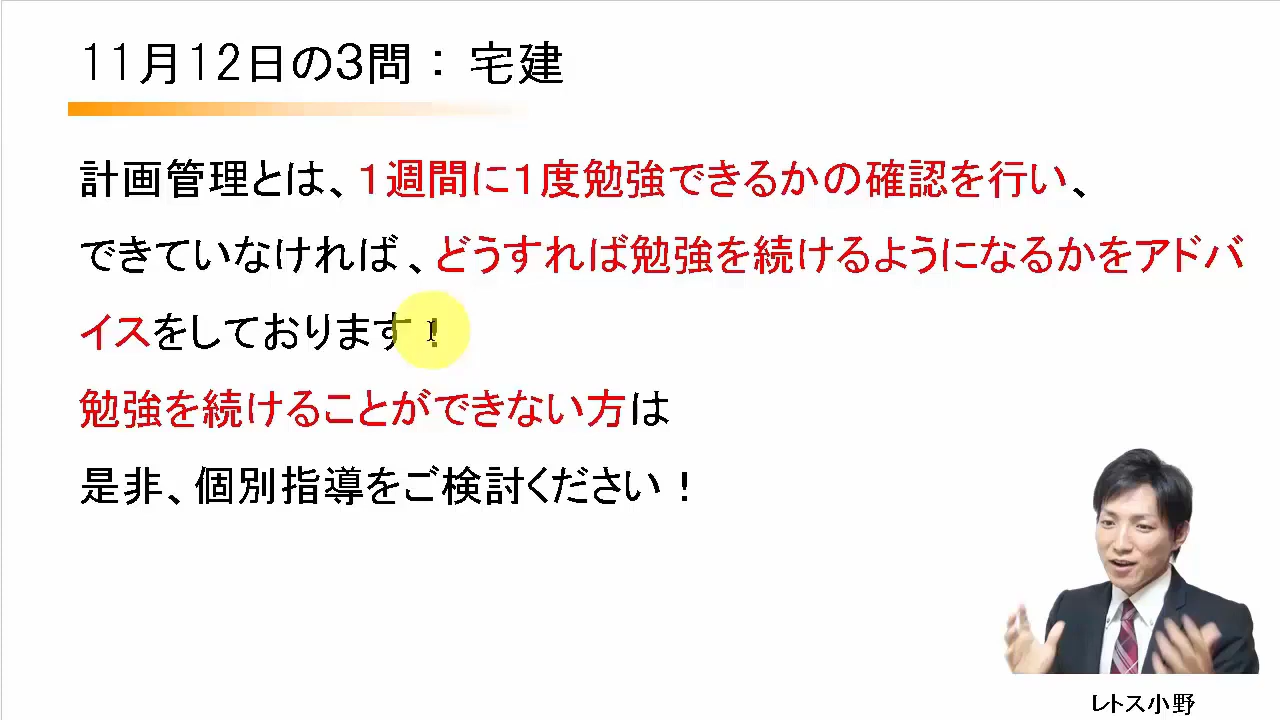 11月12日の3問：宅建
計画管理とは、１週間に１度勉強できるかの確認を行い、
できていなければ、どうすれば勉強を続けるようになるかをアドバ
イスをしております！
勉強を続けることができない方は
是非、個別指導をご検討ください！
レトス小野